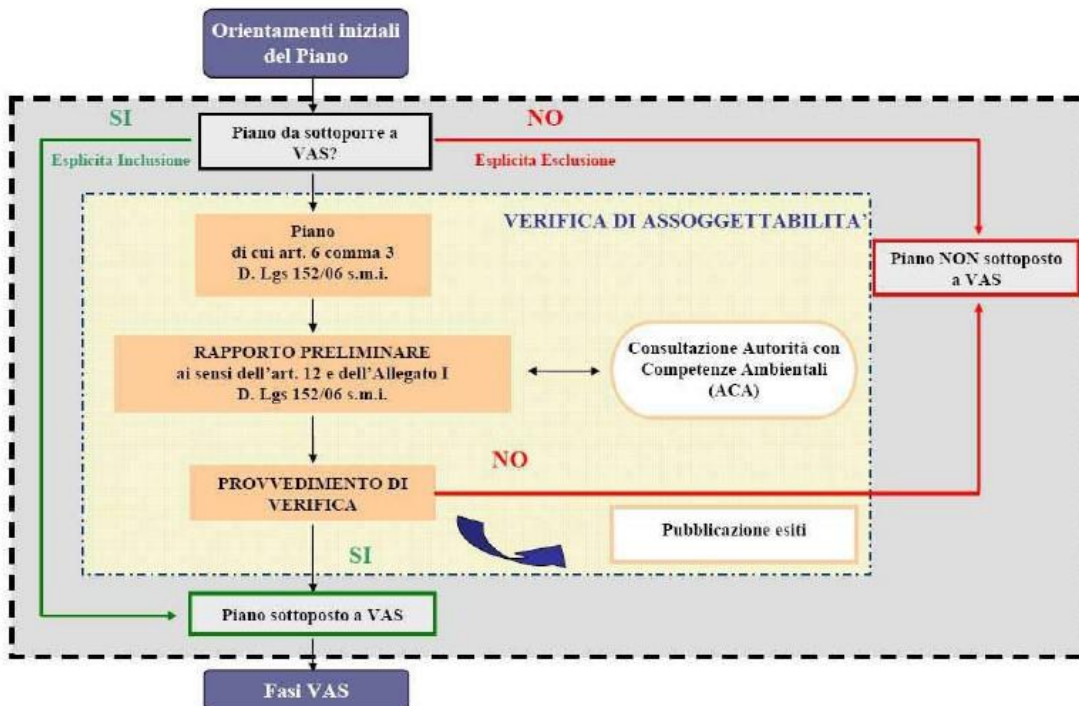 Orientamenti iniziali
del Piano
SI
NO
Piano da sottoporre a
VAS?
Esplicita Inclusione
Esplicita Esclusione
VERIFICA DI ASSOGGETTABILITA’
Piano
di cui art. 6 comma 3
D. Lgs 152/06 s.m.i.
Piano NON sottoposto
a VAS
RAPPORTO PRELIMINARE
ai sensi dell’art. 12 e dell’Allegato I
D. Lgs 152/06 s.m.i.
Consultazione Autorità con
Competenze Ambientali
(ACA)
NO
PROVVEDIMENTO DI
VERIFICA
Pubblicazione esiti
SI
Piano sottoposto a VAS
Fasi VAS